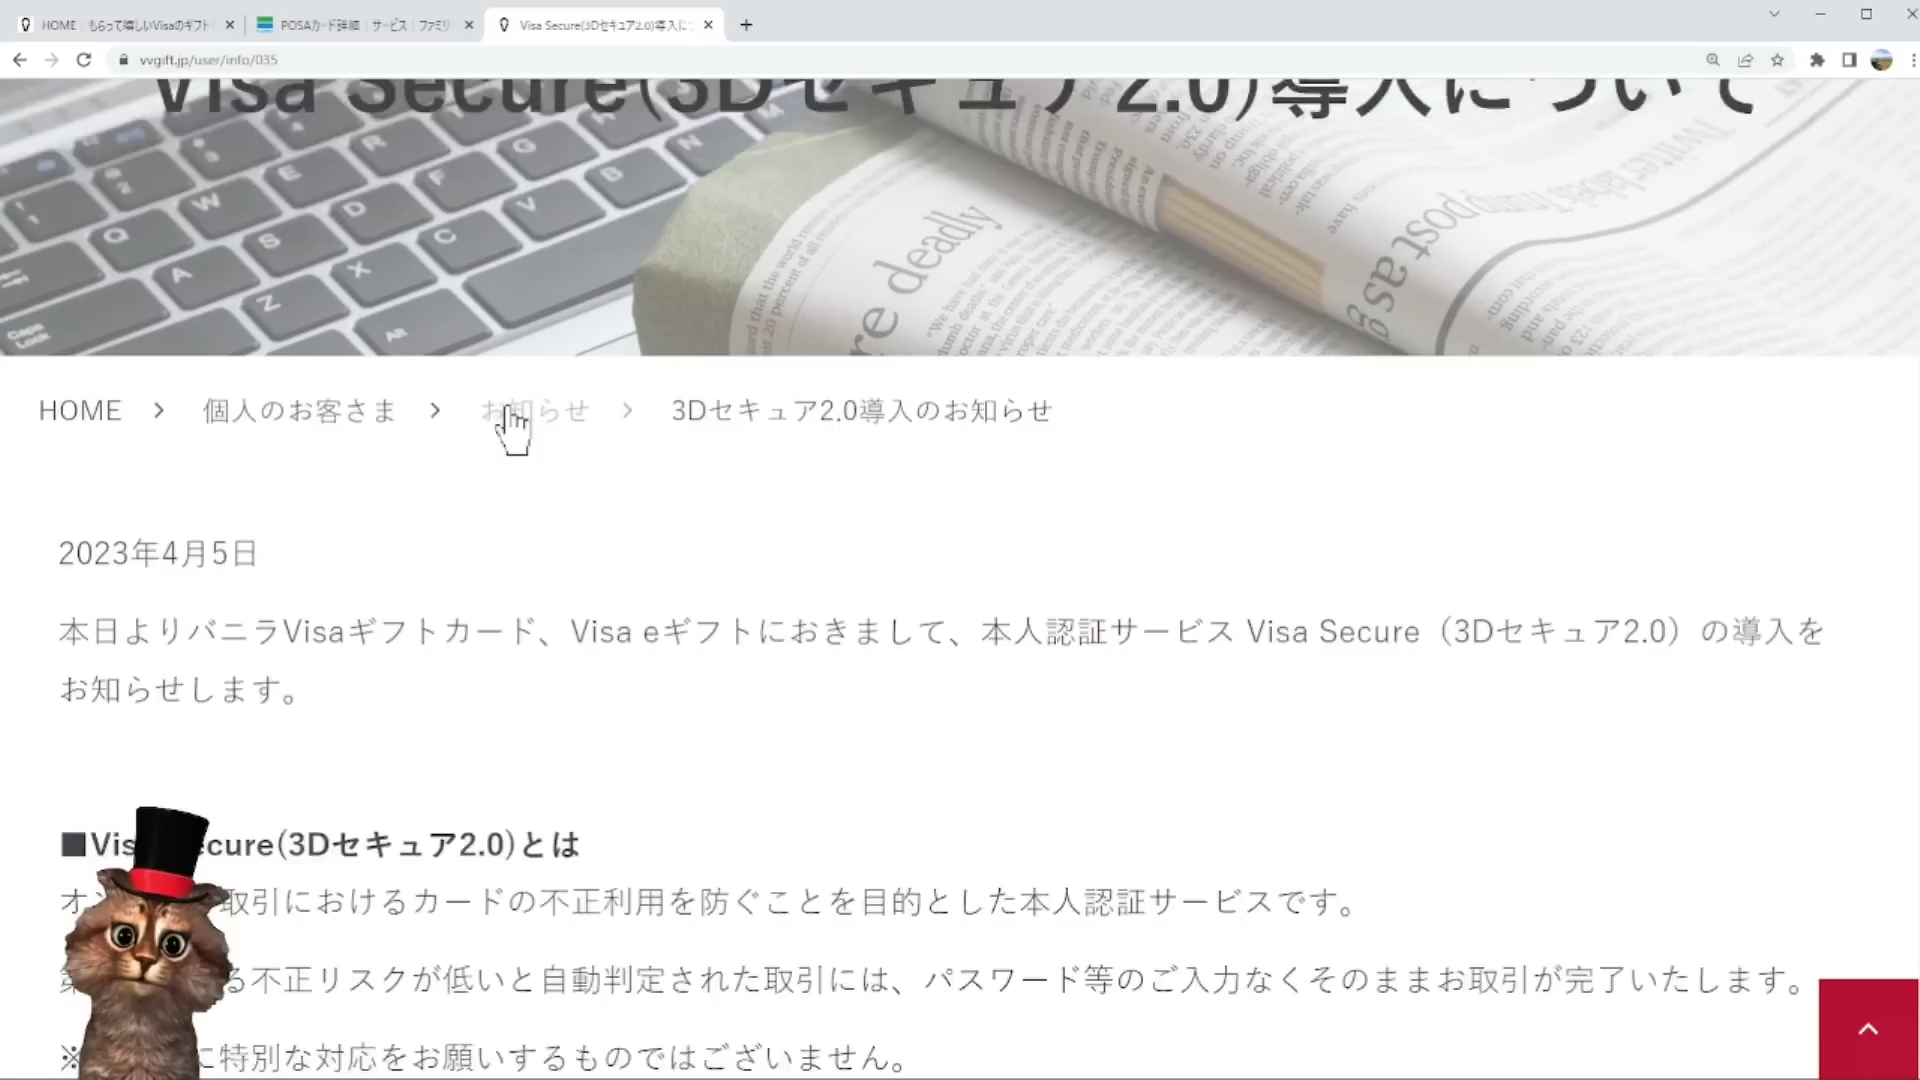 HOME もらって嬉しいVisaのギフト
POSAカード詳細｜サービス｜ファミリ
Visa Secure(3Dセキュア2.0)導入に
vvgift.jp/user/info/035
Visa Secure(3Dセキュア2.0)導入について
re deadly
post as g
HOME > 個人のお客さま > お知らせ > 3Dセキュア2.0導入のお知らせ
2023年4月5日
本日よりバニラVisaギフトカード、Visa eギフトにおきまして、本人認証サービス Visa Secure（3Dセキュア2.0）の導入を
お知らせします。
■Vis ecure(3Dセキュア2.0)とは
オ 取引におけるカードの不正利用を防ぐことを目的とした本人認証サービスです。
る不正リスクが低いと自動判定された取引には、パスワード等のご入力なくそのままお取引が完了いたします。
※ に特別な対応をお願いするものではございません。